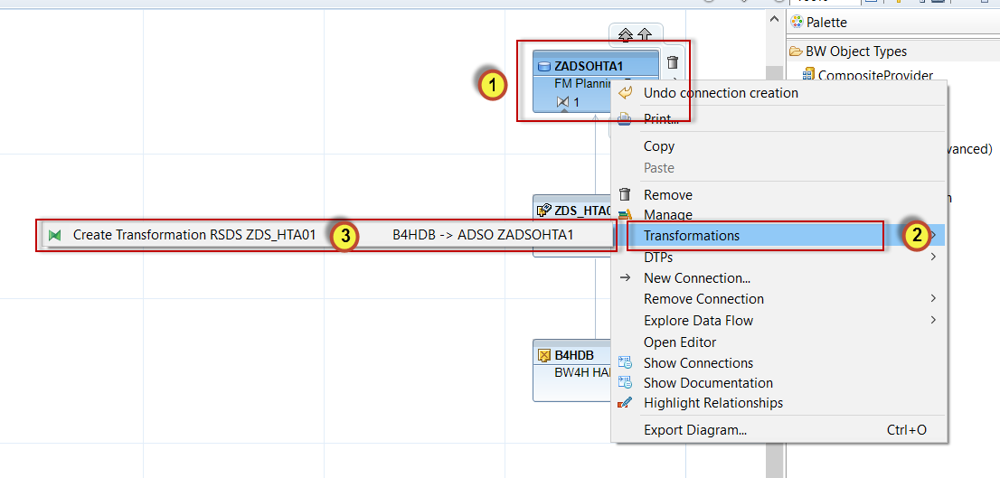 Palette
BW Object Types
CompositeProvider
vanced)
ZADSOHTA1
FM Planning
1
1
Undo connection creation
Print...
Copy
Paste
Remove
Manage
Transformations
2
DTPs
New Connection...
Remove Connection
Explore Data Flow
Open Editor
Show Connections
Show Documentation
Highlight Relationships
Export Diagram... Ctrl+O
ZDS_HTA0
Create Transformation RSDS ZDS_HTA01 3 B4HDB -> ADSO ZADSOHTA1
B4HDB
BW4H HA